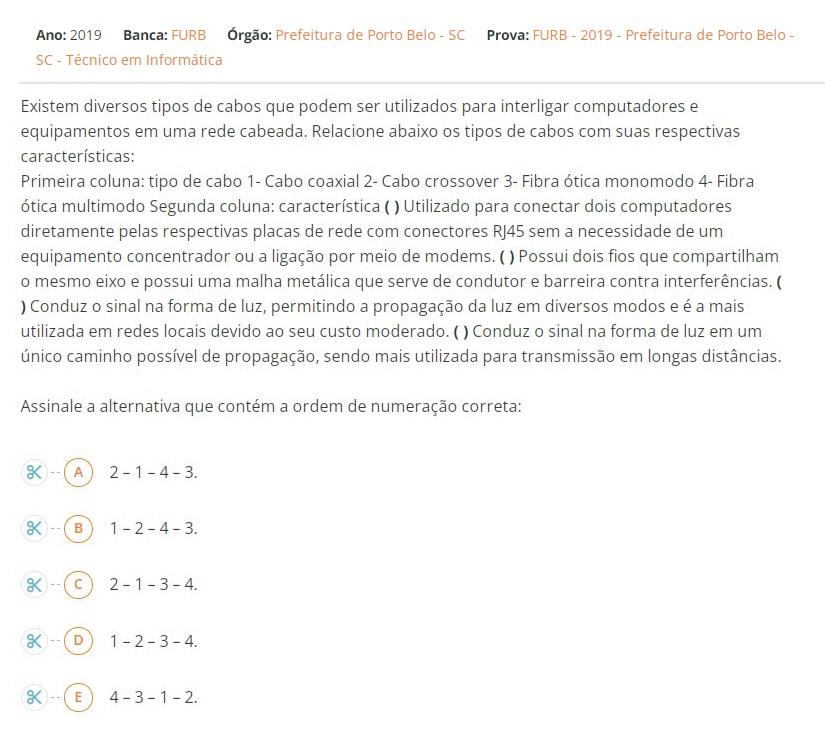 Ano: 2019 Banca: FURB Órgão: Prefeitura de Porto Belo - SC Prova: FURB - 2019 - Prefeitura de Porto Belo -
SC - Técnico em Informática
Existem diversos tipos de cabos que podem ser utilizados para interligar computadores e
equipamentos em uma rede cabeada. Relacione abaixo os tipos de cabos com suas respectivas
características:
Primeira coluna: tipo de cabo 1- Cabo coaxial 2- Cabo crossover 3- Fibra ótica monomodo 4- Fibra
ótica multimodo Segunda coluna: característica ( ) Utilizado para conectar dois computadores
diretamente pelas respectivas placas de rede com conectores RJ45 sem a necessidade de um
equipamento concentrador ou a ligação por meio de modems. ( ) Possui dois fios que compartilham
o mesmo eixo e possui uma malha metálica que serve de condutor e barreira contra interferências. (
) Conduz o sinal na forma de luz, permitindo a propagação da luz em diversos modos e é a mais
utilizada em redes locais devido ao seu custo moderado. ( ) Conduz o sinal na forma de luz em um
único caminho possível de propagação, sendo mais utilizada para transmissão em longas distâncias.
Assinale a alternativa que contém a ordem de numeração correta:
A 2 – 1 – 4 – 3.
B 1 – 2 – 4 – 3.
C 2 – 1 – 3 – 4.
D 1 – 2 – 3 – 4.
E 4 – 3 – 1 – 2.